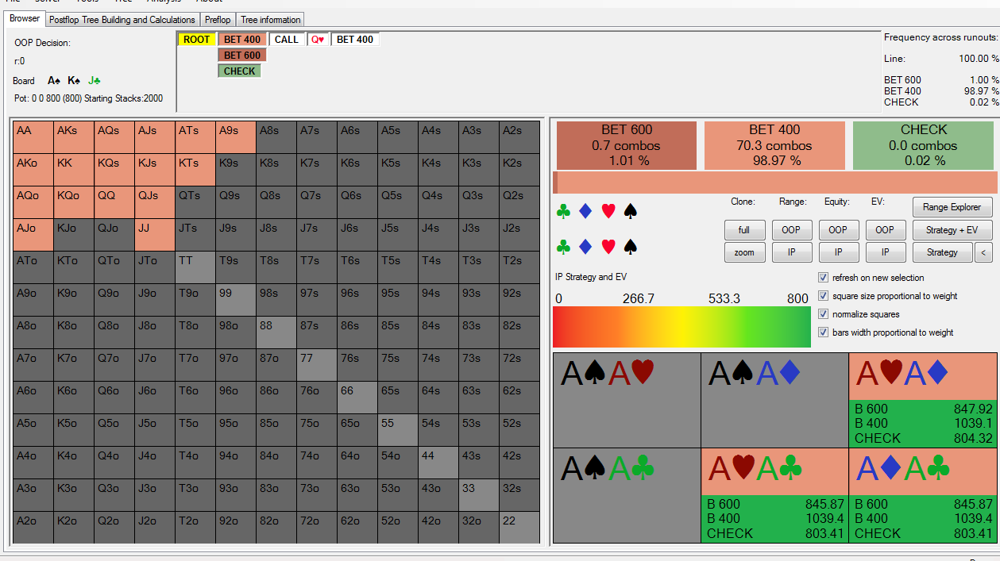 File Solver Tools Tree Analysis About
Browser Postflop Tree Building and Calculations Preflop Tree information
OOP Decision:
r:0
Board A♠ K♠ J♣
Pot: 0 0 800 (800) Starting Stacks:2000
ROOT BET 400 CALL Q♥ BET 400
BET 600
CHECK
Frequency across runouts:
Line: 100.00 %
BET 600 1.00 %
BET 400 98.97 %
CHECK 0.02 %
AA AKs AQs AJs ATs A9s A8s A7s A6s A5s A4s A3s A2s
AKo KK KQs KJs KTs K9s K8s K7s K6s K5s K4s K3s K2s
AQo KQo QQ QJs QTs Q9s Q8s Q7s Q6s Q5s Q4s Q3s Q2s
AJo KJo QJo JJ JTs J9s J8s J7s J6s J5s J4s J3s J2s
ATo KTo QTo JTo TT T9s T8s T7s T6s T5s T4s T3s T2s
A9o K9o Q9o J9o T9o 99 98s 97s 96s 95s 94s 93s 92s
A8o K8o Q8o J8o T8o 98o 88 87s 86s 85s 84s 83s 82s
A7o K7o Q7o J7o T7o 97o 87o 77 76s 75s 74s 73s 72s
A6o K6o Q6o J6o T6o 96o 86o 76o 66 65s 64s 63s 62s
A5o K5o Q5o J5o T5o 95o 85o 75o 65o 55 54s 53s 52s
A4o K4o Q4o J4o T4o 94o 84o 74o 64o 54o 44 43s 42s
A3o K3o Q3o J3o T3o 93o 83o 73o 63o 53o 43o 33 32s
A2o K2o Q2o J2o T2o 92o 82o 72o 62o 52o 42o 32o 22
BET 600 BET 400 CHECK
0.7 combos 70.3 combos 0.0 combos
1.01 % 98.97 % 0.02 %
♣ ♦ ♥ ♠
♣ ♦ ♥ ♠
Clone: Range: Equity: EV: Range Explorer
full OOP OOP OOP Strategy + EV
zoom IP IP IP Strategy <
IP Strategy and EV
0 266.7 533.3 800
refresh on new selection
square size proportional to weight
normalize squares
bars width proportional to weight
A♠A♥ A♠A♦ A♥A♦
B 600 847.92
B 400 1039.1
CHECK 804.32
A♠A♣ A♥A♣ A♦A♣
B 600 845.87 B 600 845.87
B 400 1039.4 B 400 1039.4
CHECK 803.41 CHECK 803.41